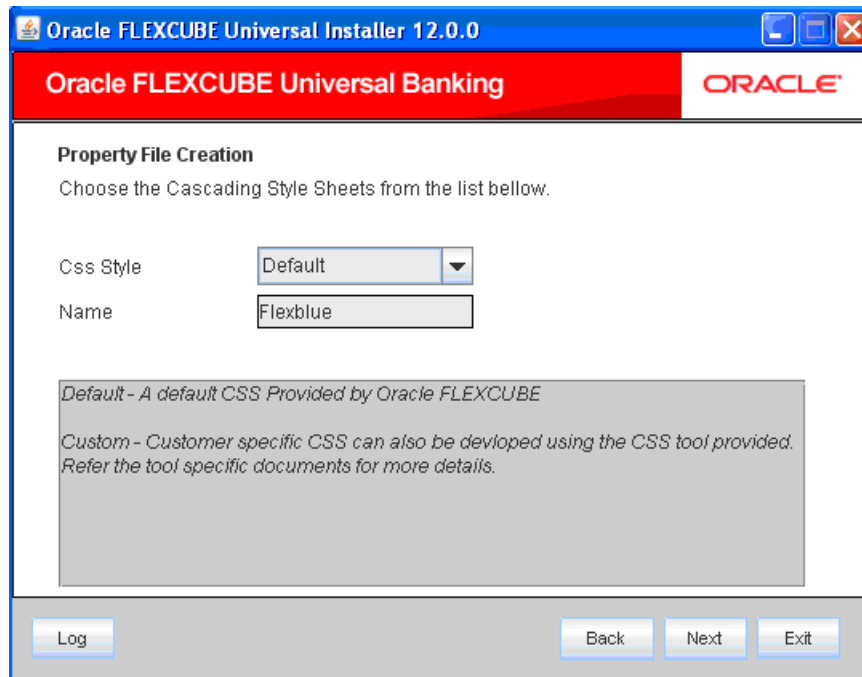 Oracle FLEXCUBE Universal Installer 12.0.0
Oracle FLEXCUBE Universal Banking
ORACLE
Property File Creation
Choose the Cascading Style Sheets from the list bellow.
Css Style
Default
Name
Flexblue
Default - A default CSS Provided by Oracle FLEXCUBE
Custom - Customer specific CSS can also be devloped using the CSS tool provided.
Refer the tool specific documents for more details.
Log
Back
Next
Exit